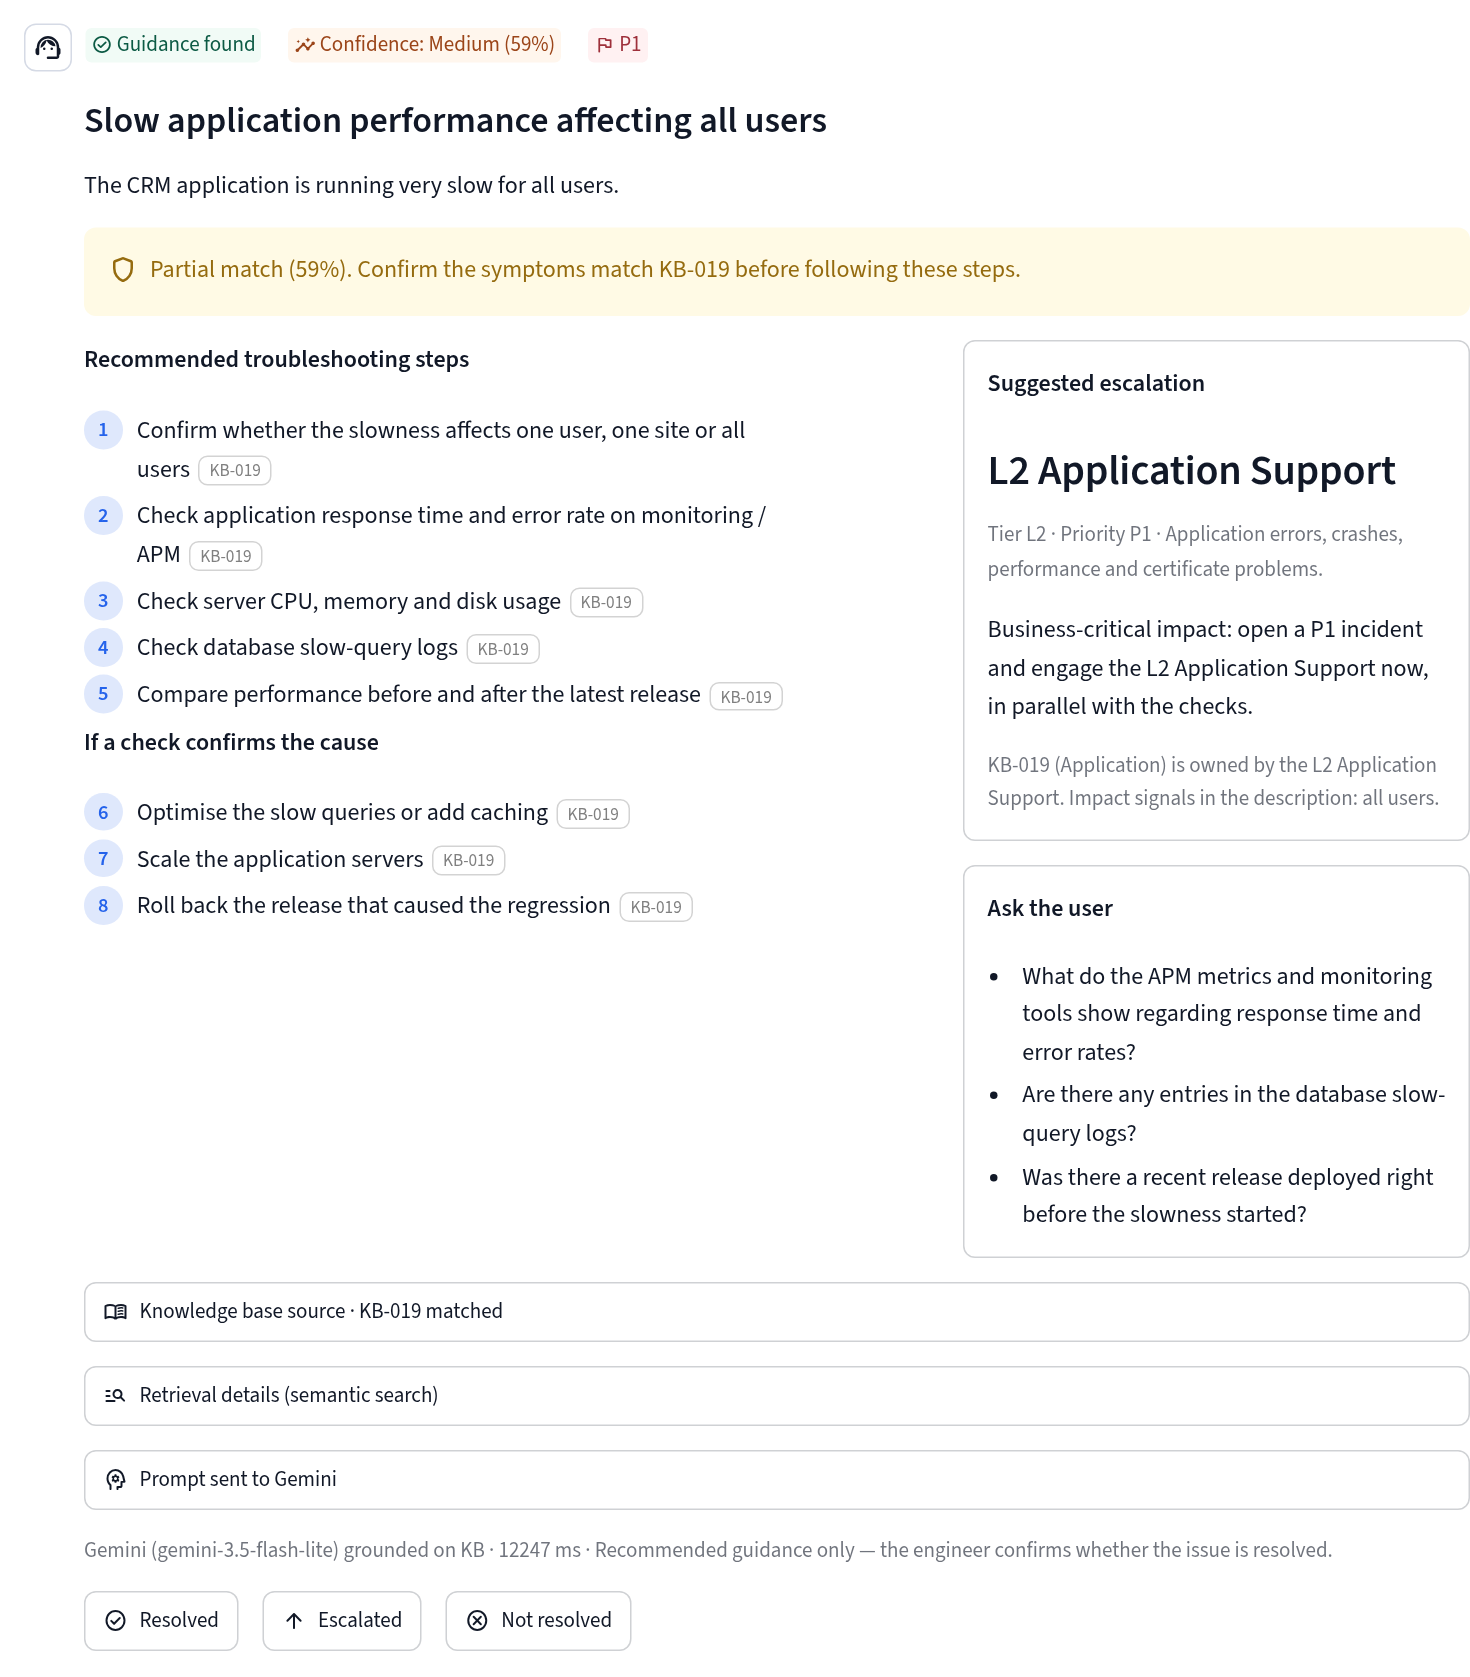 Guidance found
Confidence: Medium (59%)
P1
Slow application performance affecting all users
The CRM application is running very slow for all users.
Partial match (59%). Confirm the symptoms match KB-019 before following these steps.
Recommended troubleshooting steps
1 Confirm whether the slowness affects one user, one site or all
users KB-019
2 Check application response time and error rate on monitoring /
APM KB-019
3 Check server CPU, memory and disk usage KB-019
4 Check database slow-query logs KB-019
5 Compare performance before and after the latest release KB-019
If a check confirms the cause
6 Optimise the slow queries or add caching KB-019
7 Scale the application servers KB-019
8 Roll back the release that caused the regression KB-019
Suggested escalation
L2 Application Support
Tier L2 · Priority P1 · Application errors, crashes,
performance and certificate problems.
Business-critical impact: open a P1 incident
and engage the L2 Application Support now,
in parallel with the checks.
KB-019 (Application) is owned by the L2 Application
Support. Impact signals in the description: all users.
Ask the user
• What do the APM metrics and monitoring
tools show regarding response time and
error rates?
• Are there any entries in the database slow-
query logs?
• Was there a recent release deployed right
before the slowness started?
Knowledge base source · KB-019 matched
Retrieval details (semantic search)
Prompt sent to Gemini
Gemini (gemini-3.5-flash-lite) grounded on KB · 12247 ms · Recommended guidance only — the engineer confirms whether the issue is resolved.
Resolved
Escalated
Not resolved